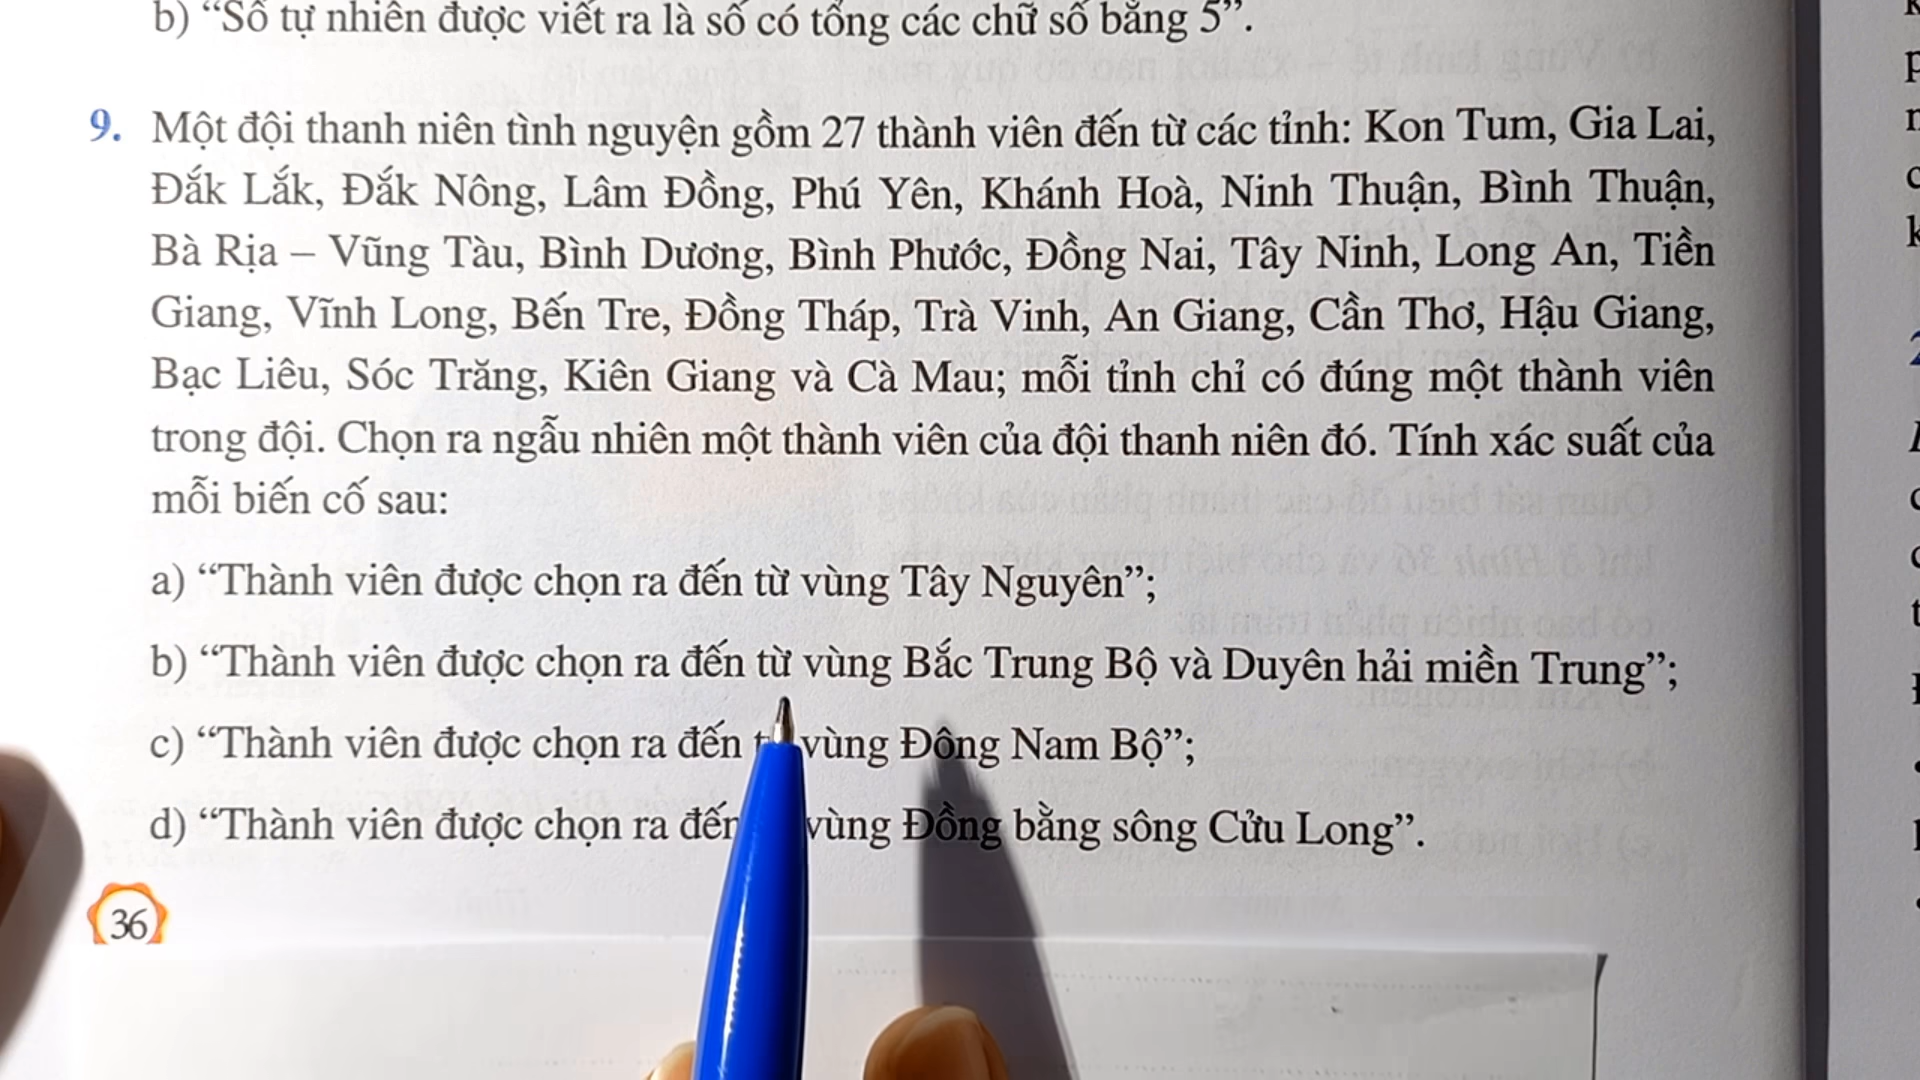 b) “Số tự nhiên được viết ra là số có tổng các chữ số bằng 5”.
9. Một đội thanh niên tình nguyện gồm 27 thành viên đến từ các tỉnh: Kon Tum, Gia Lai,
Đắk Lắk, Đắk Nông, Lâm Đồng, Phú Yên, Khánh Hoà, Ninh Thuận, Bình Thuận,
Bà Rịa – Vũng Tàu, Bình Dương, Bình Phước, Đồng Nai, Tây Ninh, Long An, Tiền
Giang, Vĩnh Long, Bến Tre, Đồng Tháp, Trà Vinh, An Giang, Cần Thơ, Hậu Giang,
Bạc Liêu, Sóc Trăng, Kiên Giang và Cà Mau; mỗi tỉnh chỉ có đúng một thành viên
trong đội. Chọn ra ngẫu nhiên một thành viên của đội thanh niên đó. Tính xác suất của
mỗi biến cố sau:
a) “Thành viên được chọn ra đến từ vùng Tây Nguyên”;
b) “Thành viên được chọn ra đến từ vùng Bắc Trung Bộ và Duyên hải miền Trung”;
c) “Thành viên được chọn ra đến vùng Đông Nam Bộ”;
d) “Thành viên được chọn ra đến vùng Đồng bằng sông Cửu Long”.
36